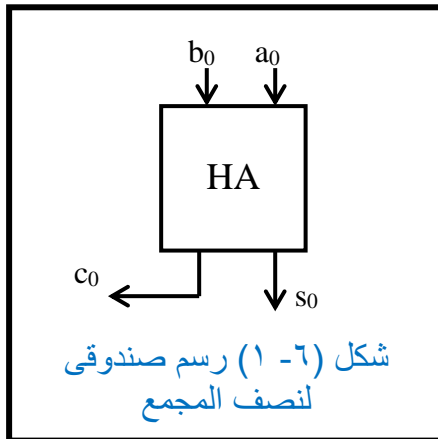 b₀ a₀
HA
c₀
s₀
شكل (٦- ١) رسم صندوقى
لنصف المجمع